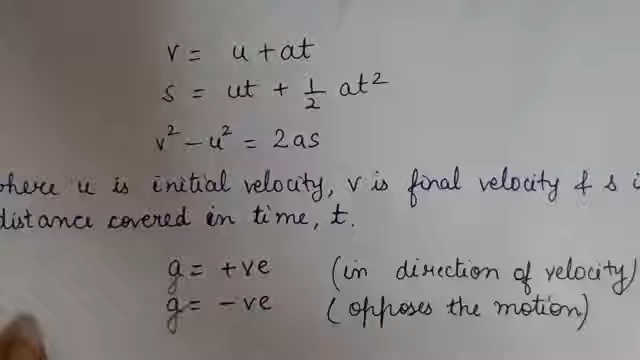 v = u + at
s = ut + 1/2 at²
v² - u² = 2as
where u is initial velocity, v is final velocity & s i
distance covered in time, t.
g = +ve (in direction of velocity)
g = -ve (opposes the motion)